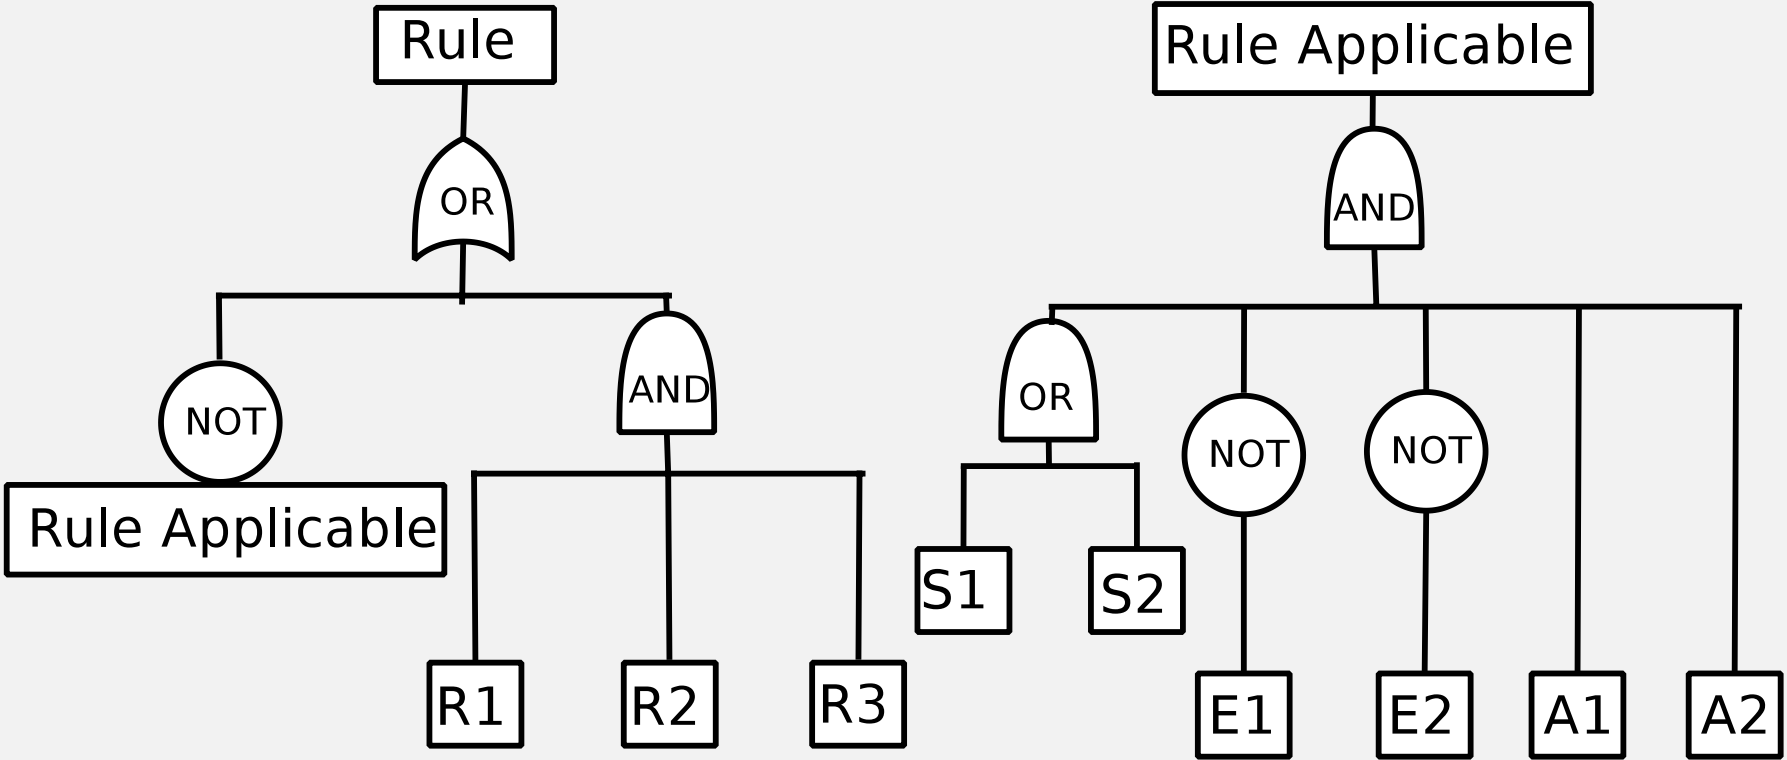 Rule
OR
NOT
Rule Applicable
AND
R1
R2
R3
Rule Applicable
AND
OR
S1
S2
NOT
E1
NOT
E2
A1
A2